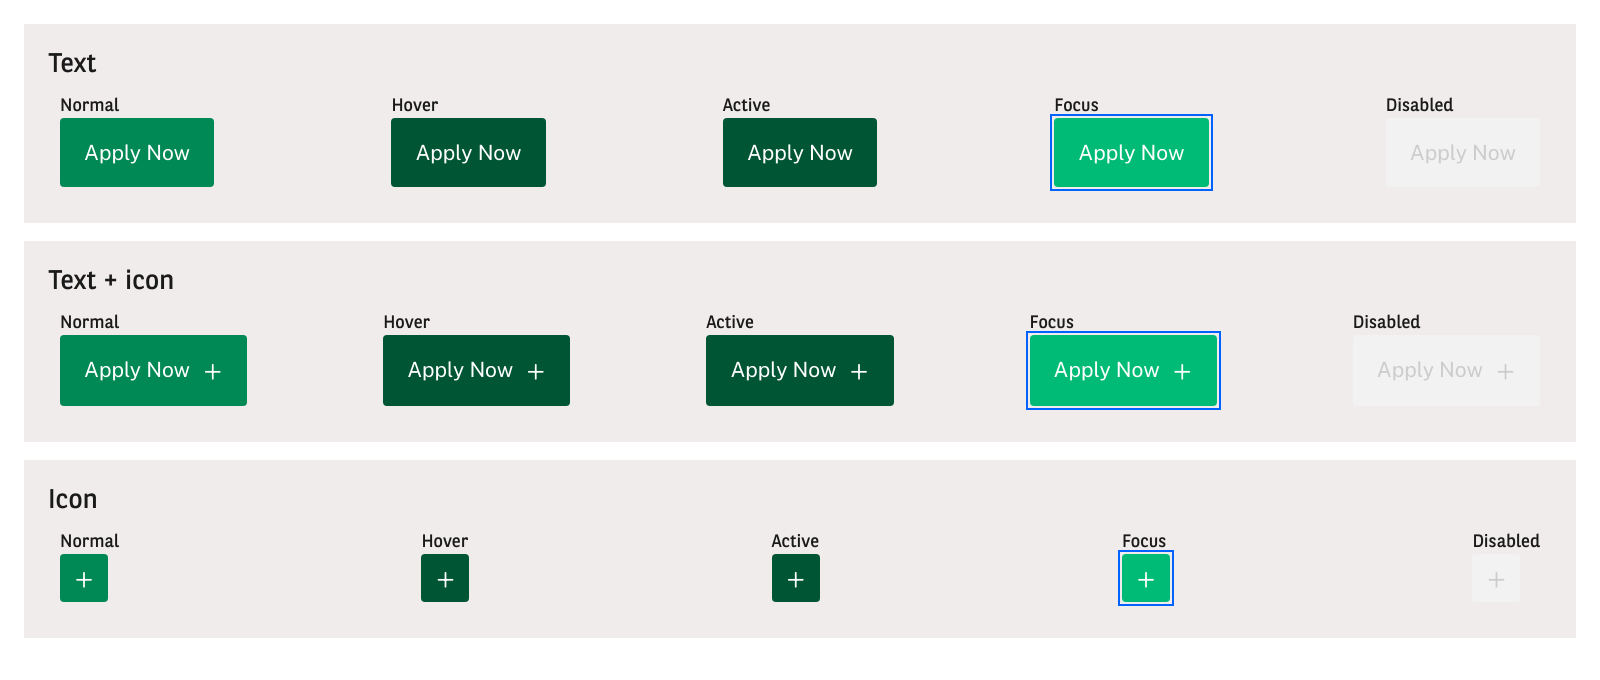 Text
Normal Hover Active Focus Disabled
Apply Now Apply Now Apply Now Apply Now Apply Now
Text + icon
Normal Hover Active Focus Disabled
Apply Now + Apply Now + Apply Now + Apply Now + Apply Now +
Icon
Normal Hover Active Focus Disabled
+ + + + +